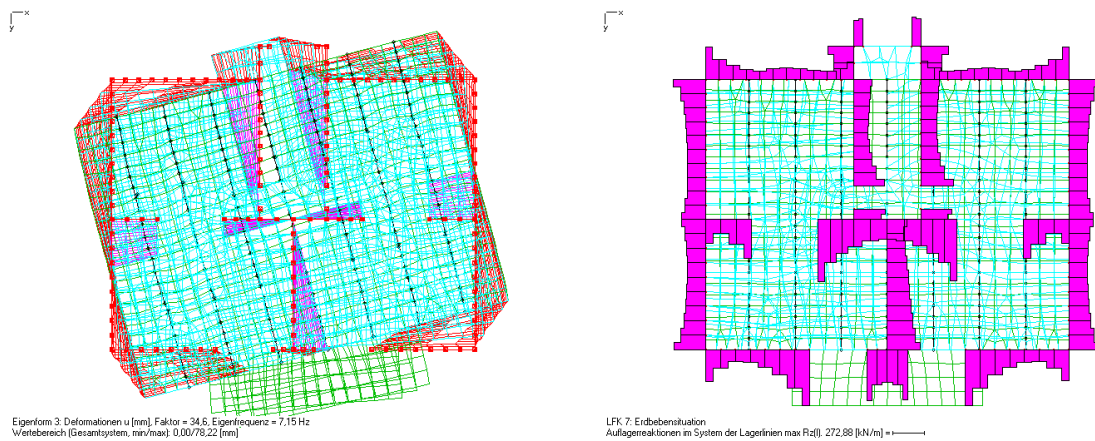 x
y
x
y
Eigenform 3: Deformationen u [mm], Faktor = 34,6, Eigenfrequenz = 7,15 Hz
Wertebereich (Gesamtsystem, min/max): 0,00/78,22 [mm]
LFK 7: Erdbebensituation
Auflagerreaktionen im System der Lagerlinien max Rz(l). 272,88 [kN/m] =